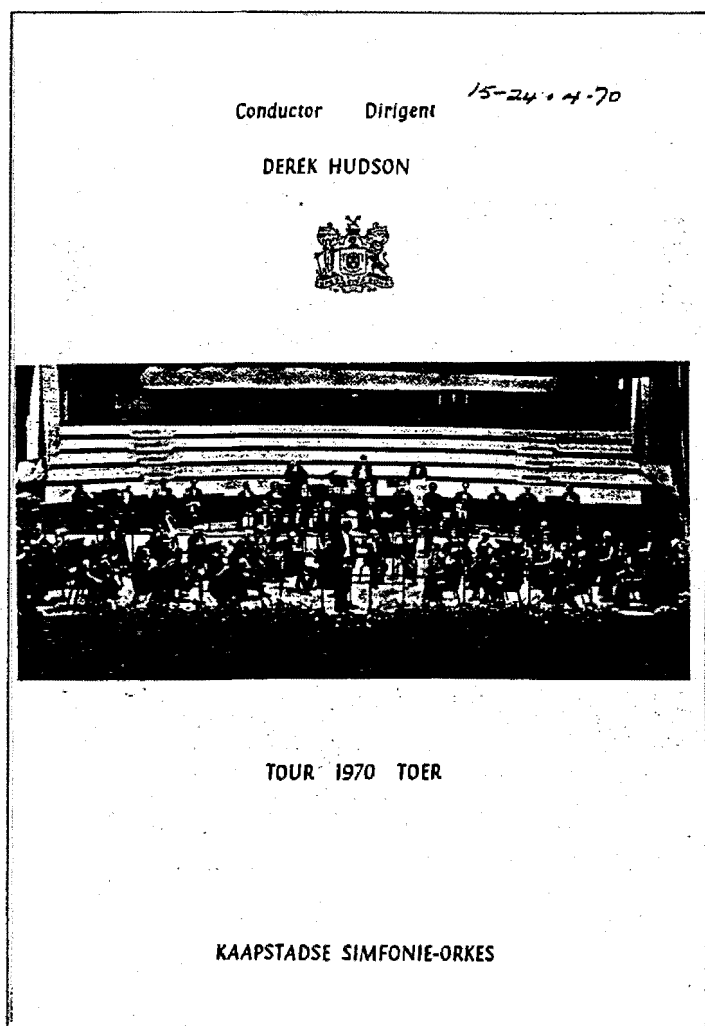 15-24.4.70
Conductor Dirigent
DEREK HUDSON
TOUR 1970 TOER
KAAPSTADSE SIMFONIE-ORKES